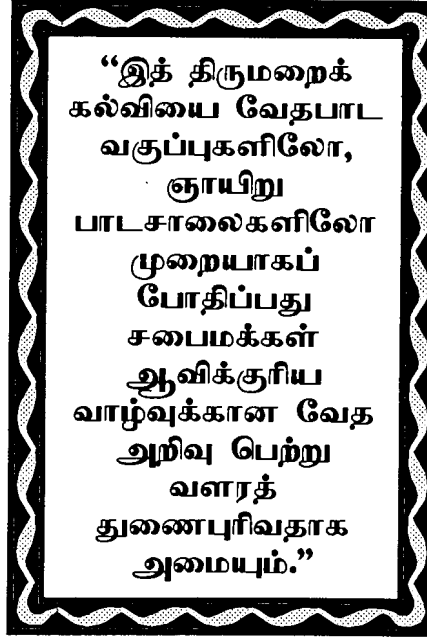 “இத் திருமறைக்
கல்வியை வேதபாட
வகுப்புகளிலோ,
ஞாயிறு
பாடசாலைகளிலோ
முறையாகப்
போதிப்பது
சபைமக்கள்
ஆவிக்குரிய
வாழ்வுக்கான வேத
அறிவு பெற்று
வளரத்
துணைபுரிவதாக
அமையும்.”